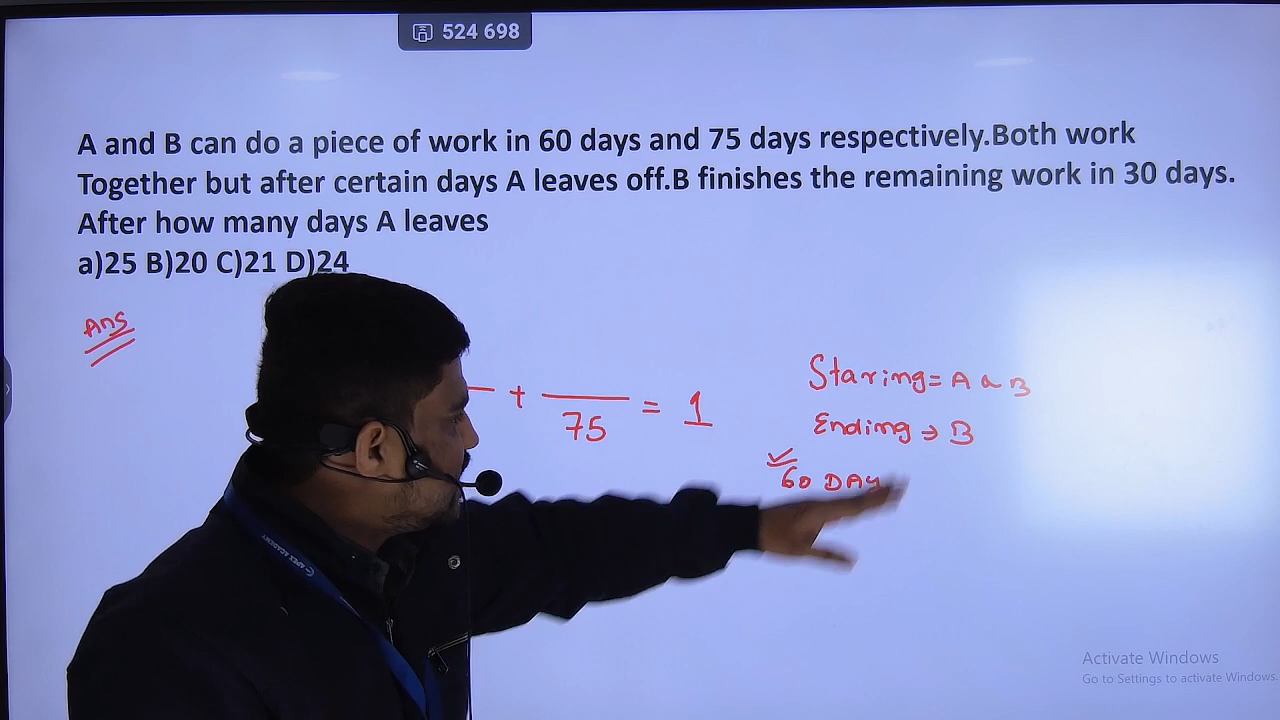 524 698
A and B can do a piece of work in 60 days and 75 days respectively.Both work
Together but after certain days A leaves off.B finishes the remaining work in 30 days.
After how many days A leaves
a)25 B)20 C)21 D)24
Ans
+ 75 = 1
Staring = A & B
Ending → B
60 DAY
APEX ACADEMY
Activate Windows
Go to Settings to activate Windows.